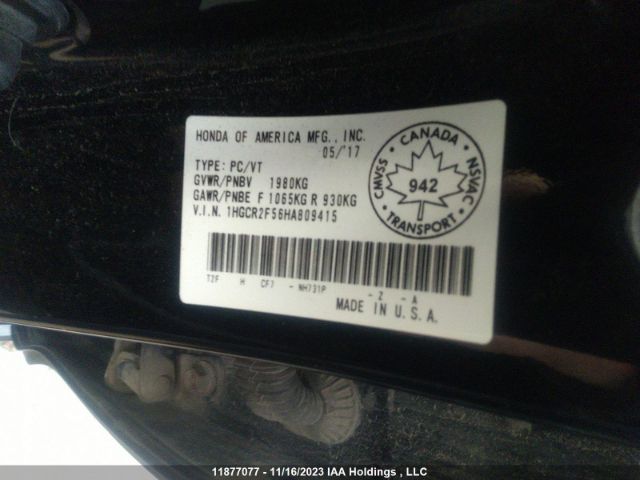 HONDA OF AMERICA MFG., INC.
05/'17
TYPE: PC/VT
GVWR/PNBV 1980KG
GAWR/PNBE F 1065KG R 930KG
V.I.N. 1HGCR2F56HA809415
CMVSS · CANADA · NSVAC
942
TRANSPORT
T2F H CF7 - NH731P - Z - A
MADE IN U.S.A.
11877077 - 11/16/2023 IAA Holdings , LLC